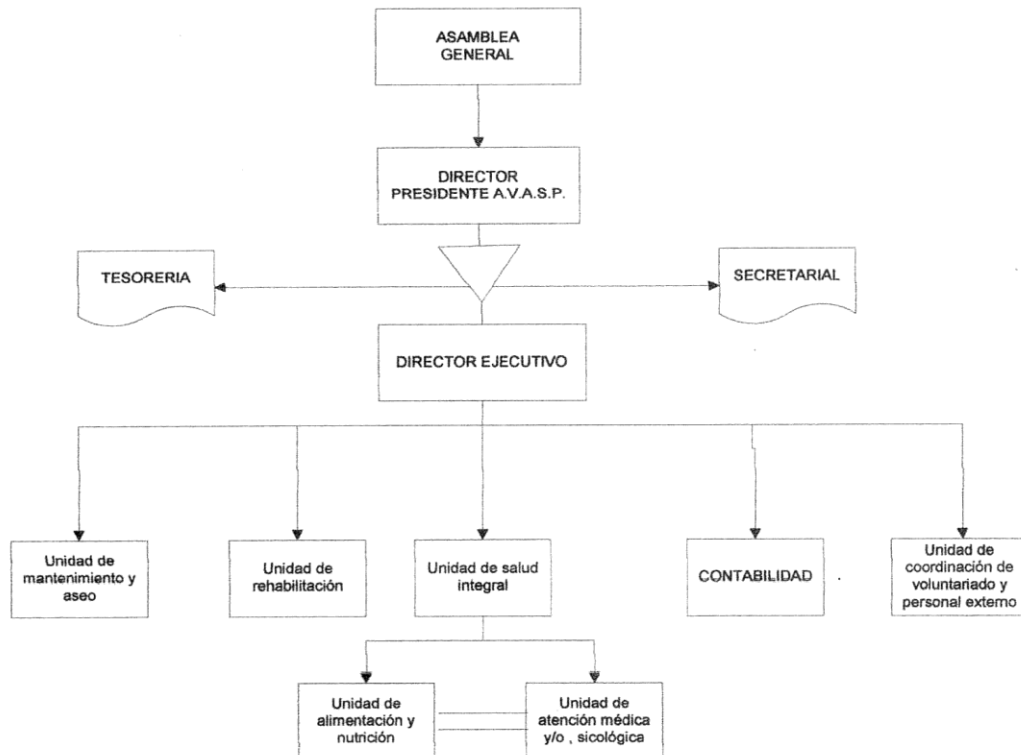 ASAMBLEA
GENERAL
DIRECTOR
PRESIDENTE A.V.A.S.P.
TESORERIA
SECRETARIAL
DIRECTOR EJECUTIVO
Unidad de
mantenimiento y
aseo
Unidad de
rehabilitación
Unidad de salud
integral
CONTABILIDAD
Unidad de
coordinación de
voluntariado y
personal externo
Unidad de
alimentación y
nutrición
Unidad de
atención médica
y/o , sicológica